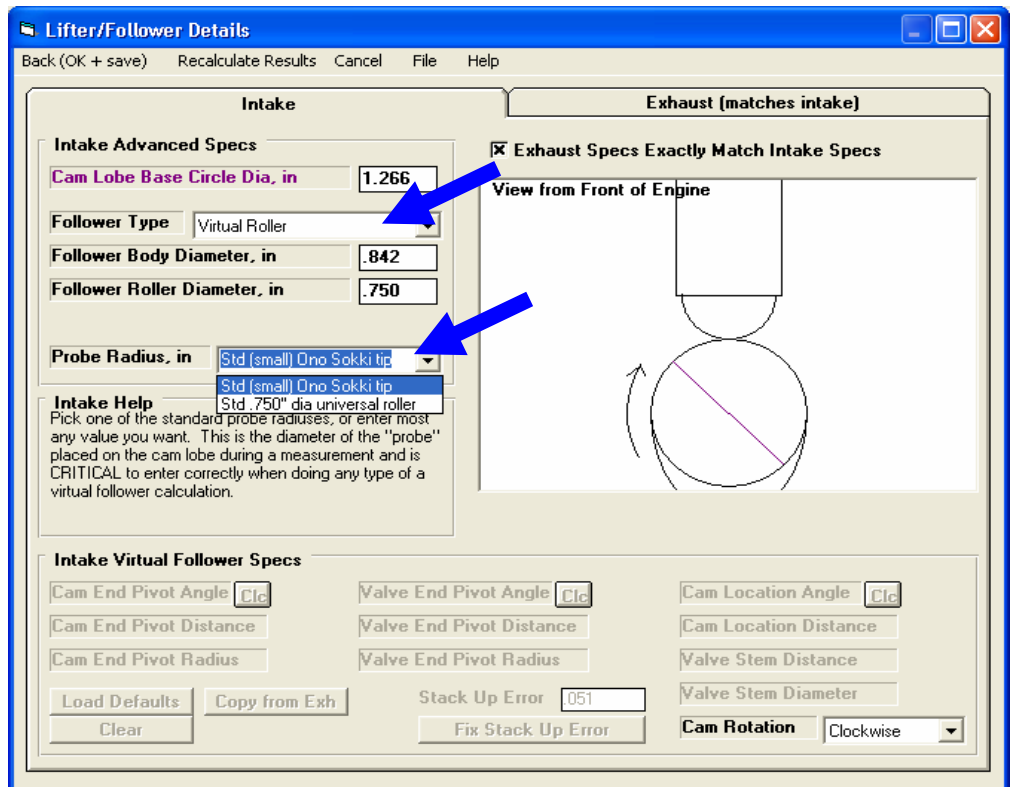 Lifter/Follower Details
Back (OK + save) Recalculate Results Cancel File Help
Intake Exhaust (matches intake)
Intake Advanced Specs
Exhaust Specs Exactly Match Intake Specs
Cam Lobe Base Circle Dia, in 1.266
View from Front of Engine
Follower Type Virtual Roller
Follower Body Diameter, in .842
Follower Roller Diameter, in .750
Probe Radius, in Std (small) Ono Sokki tip
Std (small) Ono Sokki tip
Std .750" dia universal roller
Intake Help
Pick one of the standard probe radiuses, or enter most
any value you want. This is the diameter of the "probe"
placed on the cam lobe during a measurement and is
CRITICAL to enter correctly when doing any type of a
virtual follower calculation.
Intake Virtual Follower Specs
Cam End Pivot Angle Clc Valve End Pivot Angle Clc Cam Location Angle Clc
Cam End Pivot Distance Valve End Pivot Distance Cam Location Distance
Cam End Pivot Radius Valve End Pivot Radius Valve Stem Distance
Load Defaults Copy from Exh Stack Up Error .051 Valve Stem Diameter
Clear Fix Stack Up Error Cam Rotation Clockwise